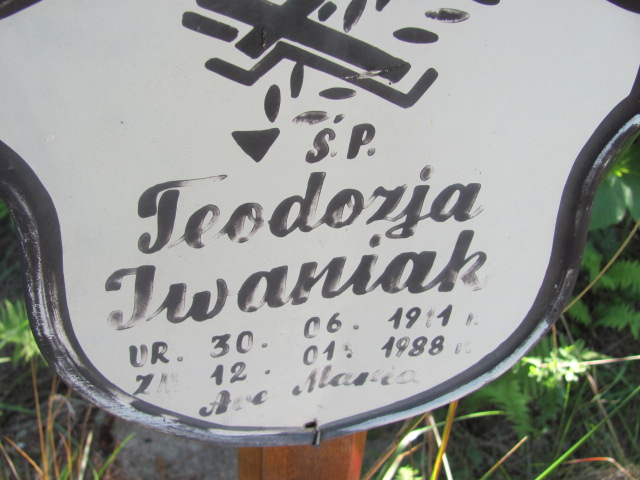 Ś.P.
Teodozja
Iwaniak
UR. 30. 06. 1911 r.
ZM. 12. 01. 1988 r.
Ave Maria